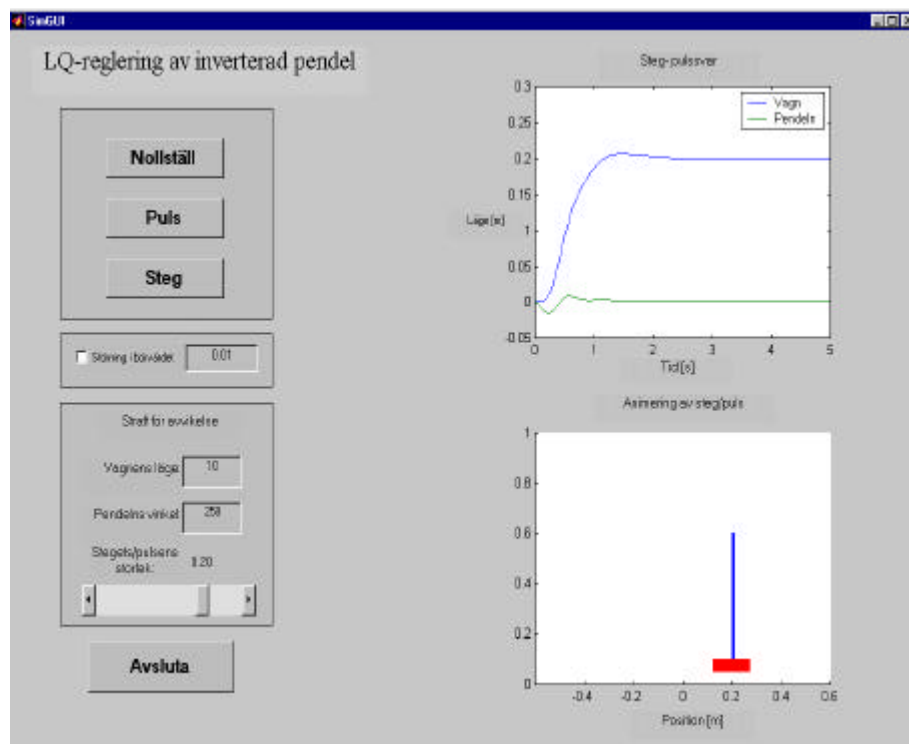 SimGUI
LQ-reglering av inverterad pendel
Nollställ
Puls
Steg
Störning i börvärdet
0.01
Straff för avvikelse
Vagnens läge:
10
Pendelns vinkel:
250
Stegets/pulsens
storlek:
0.20
Avsluta
Steg-/pulssvar
0.3
0.25
0.2
0.15
0.1
0.05
0
-0.05
Läge [m]
Vagn
Pendeln
0 1 2 3 4 5
Tid [s]
Animering av steg/puls
1
0.8
0.6
0.4
0.2
0
-0.4 -0.2 0 0.2 0.4 0.6
Position [m]